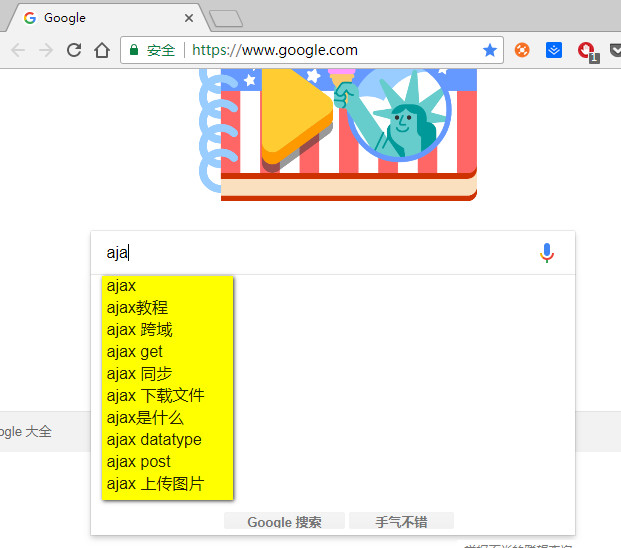 Google
安全
https://www.google.com
1
aja
ajax
ajax教程
ajax 跨域
ajax get
ajax 同步
ajax 下载文件
ajax是什么
ajax datatype
ajax post
ajax 上传图片
ogle 大全
Google 搜索
手气不错